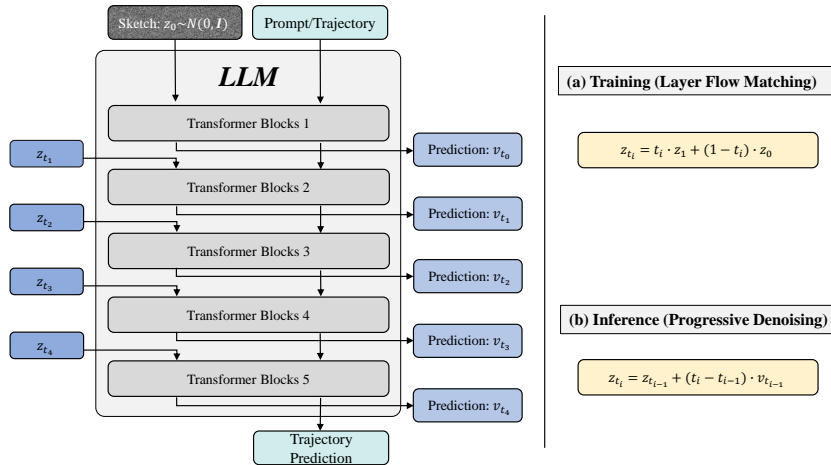 Sketch: z₀~N(0, I)
Prompt/Trajectory
LLM
Transformer Blocks 1
Prediction: v_{t₀}
z_{t₁}
Transformer Blocks 2
Prediction: v_{t₁}
z_{t₂}
Transformer Blocks 3
Prediction: v_{t₂}
z_{t₃}
Transformer Blocks 4
Prediction: v_{t₃}
z_{t₄}
Transformer Blocks 5
Prediction: v_{t₄}
Trajectory
Prediction
(a) Training (Layer Flow Matching)
z_{t_i} = t_i · z₁ + (1 − t_i) · z₀
(b) Inference (Progressive Denoising)
z_{t_i} = z_{t_{i−1}} + (t_i − t_{i−1}) · v_{t_{i−1}}